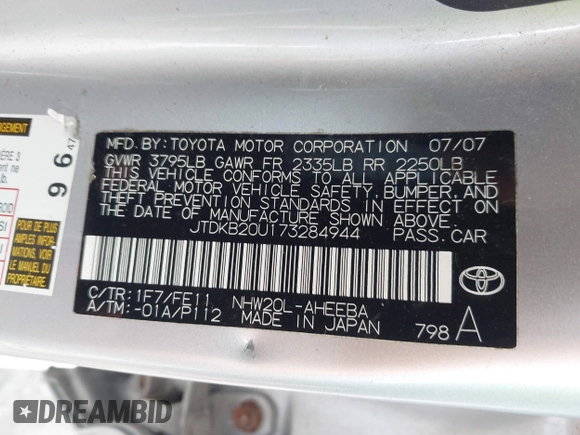 MFD. BY: TOYOTA MOTOR CORPORATION 07/07
GVWR 3795LB GAWR FR 2335LB RR 2250LB
THIS VEHICLE CONFORMS TO ALL APPLICABLE
FEDERAL MOTOR VEHICLE SAFETY, BUMPER, AND
THEFT PREVENTION STANDARDS IN EFFECT ON
THE DATE OF MANUFACTURE SHOWN ABOVE.
JTDKB20U173284944 PASS. CAR
C/TR: 1F7/FE11 NHW20L-AHEEBA
A/TM: -01A/P112 MADE IN JAPAN 798 A
96 47
POUR DE PLUS
AMPLES INFOR-
MATIONS, VOIR
LE MANUEL DU
DREAMBID